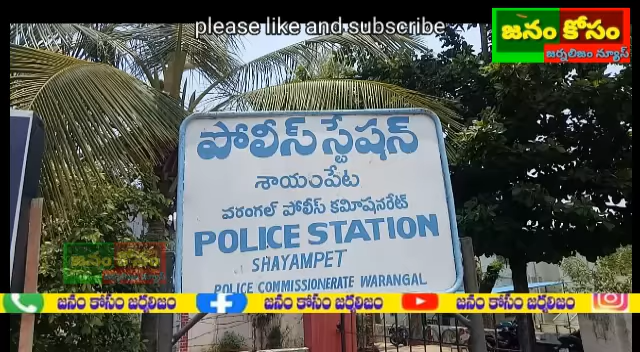 please like and subscribe
జనం కోసం
జర్నలిజం న్యూస్
పోలీస్ స్టేషన్
శాయంపేట
వరంగల్ పోలీస్ కమీషనరేట్
POLICE STATION
SHAYAMPET
POLICE COMMISSIONERATE WARANGAL
జనం కోసం జర్నలిజం
జనం కోసం జర్నలిజం
జనం కోసం జర్నలిజం